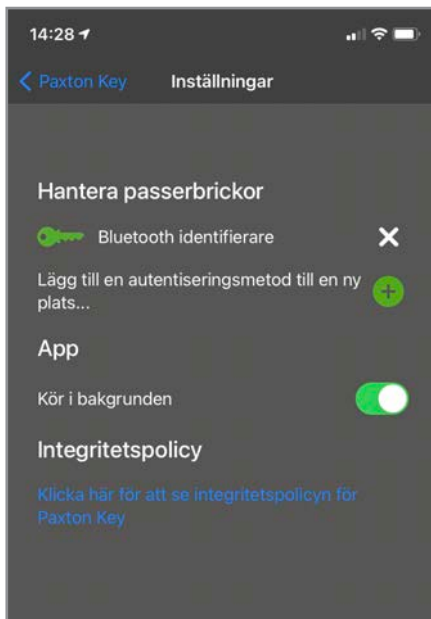 14:28
Paxton Key
Inställningar
Hantera passerbrickor
Bluetooth identifierare
Lägg till en autentiseringsmetod till en ny
plats...
App
Kör i bakgrunden
Integritetspolicy
Klicka här för att se integritetspolicyn för
Paxton Key